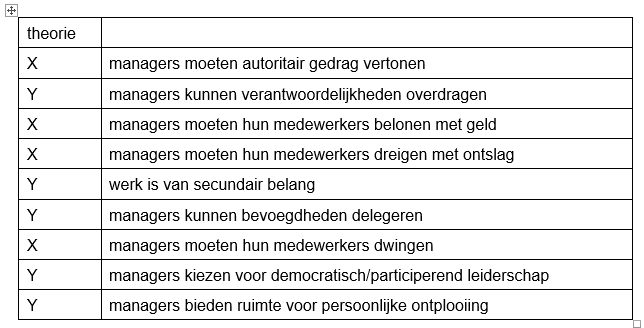 theorie
X managers moeten autoritair gedrag vertonen
Y managers kunnen verantwoordelijkheden overdragen
X managers moeten hun medewerkers belonen met geld
X managers moeten hun medewerkers dreigen met ontslag
Y werk is van secundair belang
Y managers kunnen bevoegdheden delegeren
X managers moeten hun medewerkers dwingen
Y managers kiezen voor democratisch/participerend leiderschap
Y managers bieden ruimte voor persoonlijke ontplooiing